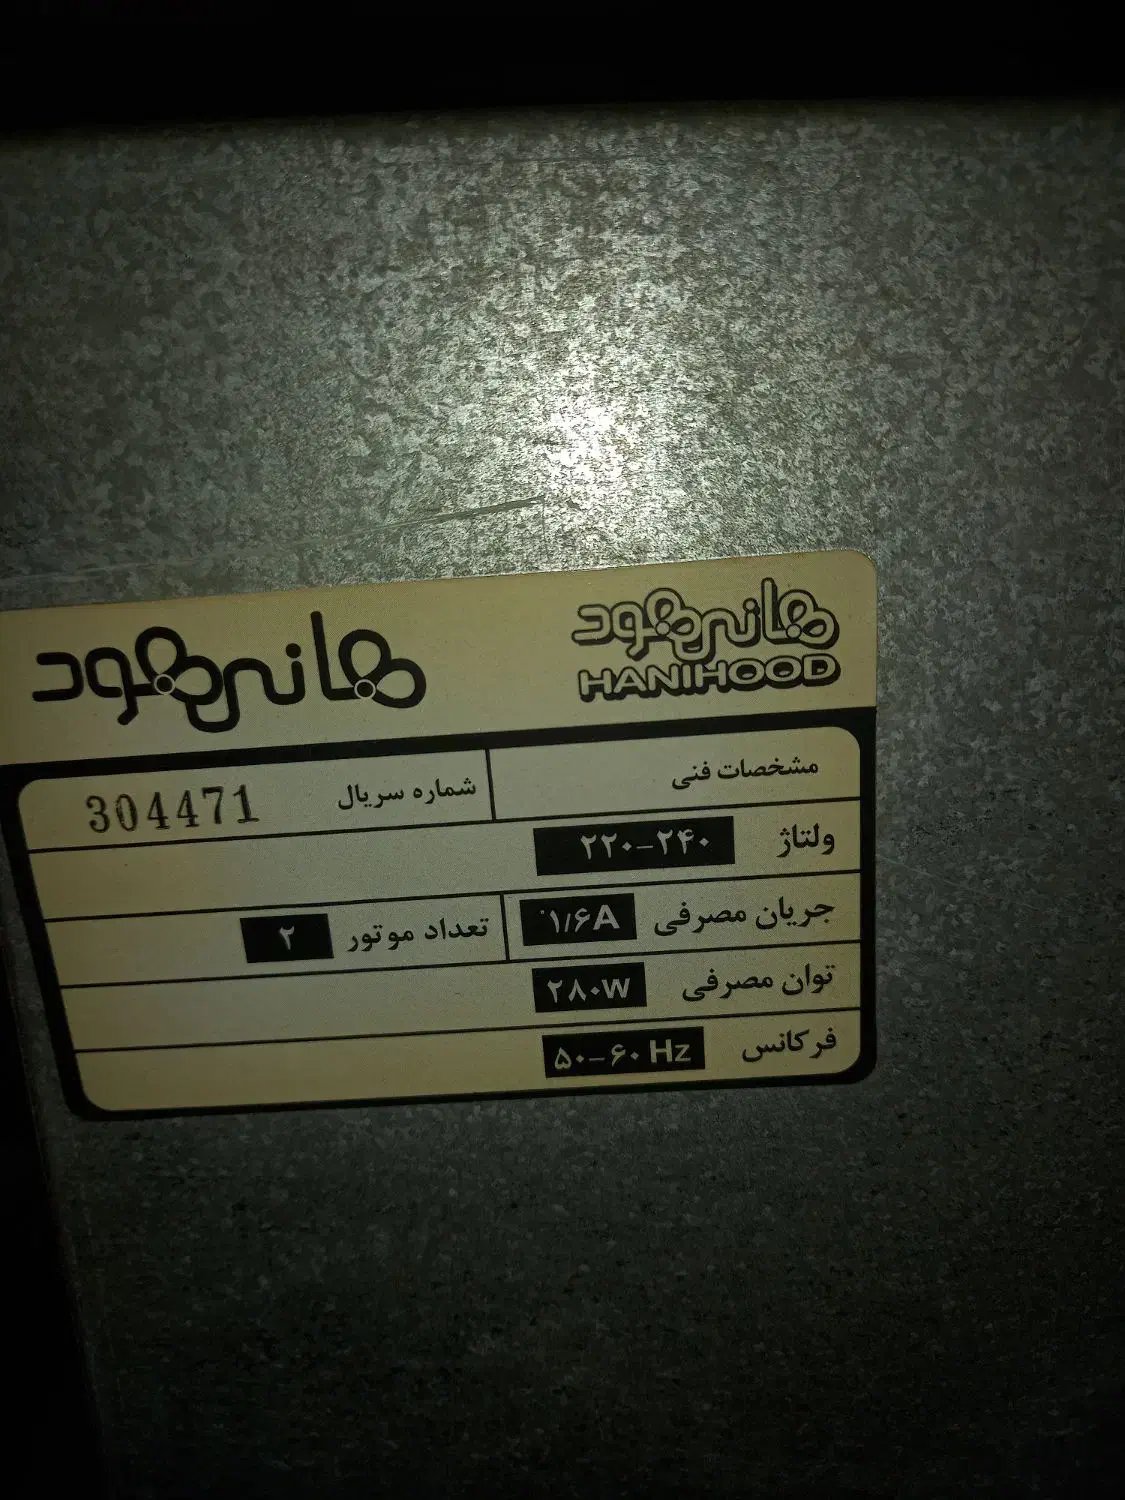 هانی هود
HANIHOOD
هانی هود
مشخصات فنی
شماره سریال 304471
ولتاژ ۲۲۰-۲۴۰
جریان مصرفی ۱/۶A
تعداد موتور ۲
توان مصرفی ۲۸۰W
فرکانس ۵۰-۶۰ Hz